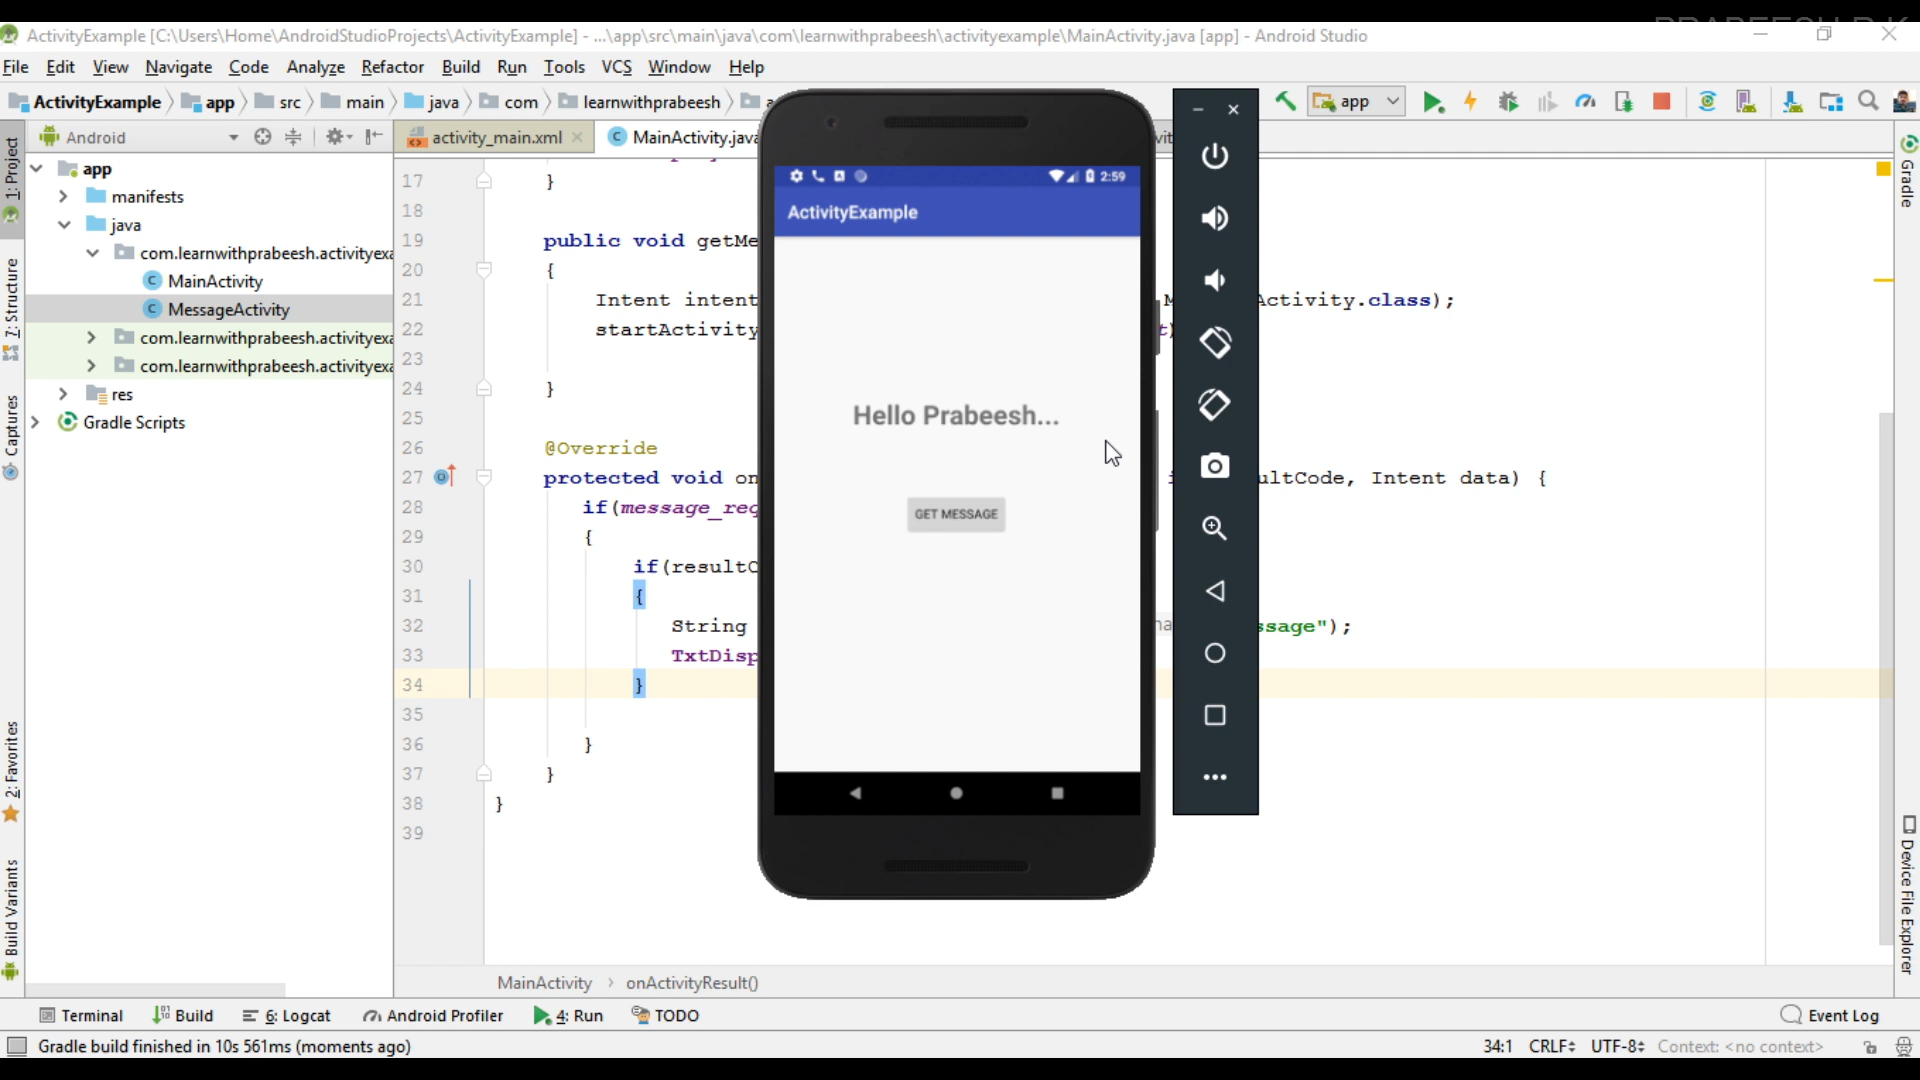 ActivityExample [C:\Users\Home\AndroidStudioProjects\ActivityExample] - ...\app\src\main\java\com\learnwithprabeesh\activityexample\MainActivity.java [app] - Android Studio
File Edit View Navigate Code Analyze Refactor Build Run Tools VCS Window Help
ActivityExample app src main java com learnwithprabeesh app
Android activity_main.xml MainActivity.java
1: Project
7: Structure
Captures
2: Favorites
Build Variants
app
manifests
java
com.learnwithprabeesh.activityexa
MainActivity
MessageActivity
com.learnwithprabeesh.activityexa
com.learnwithprabeesh.activityexa
res
Gradle Scripts
17 }
18
19 public void getMe
20 {
21 Intent intent Activity.class);
22 startActivity t)
23
24 }
25
26 @Override
27 protected void on ultCode, Intent data) {
28 if(message_req
29 {
30 if(resultC
31 {
32 String ssage");
33 TxtDisp
34 }
35
36 }
37 }
38 }
39
2:59
ActivityExample
Hello Prabeesh...
GET MESSAGE
Gradle
Device File Explorer
MainActivity onActivityResult()
Terminal Build 6: Logcat Android Profiler 4: Run TODO Event Log
Gradle build finished in 10s 561ms (moments ago) 34:1 CRLF UTF-8 Context: <no context>